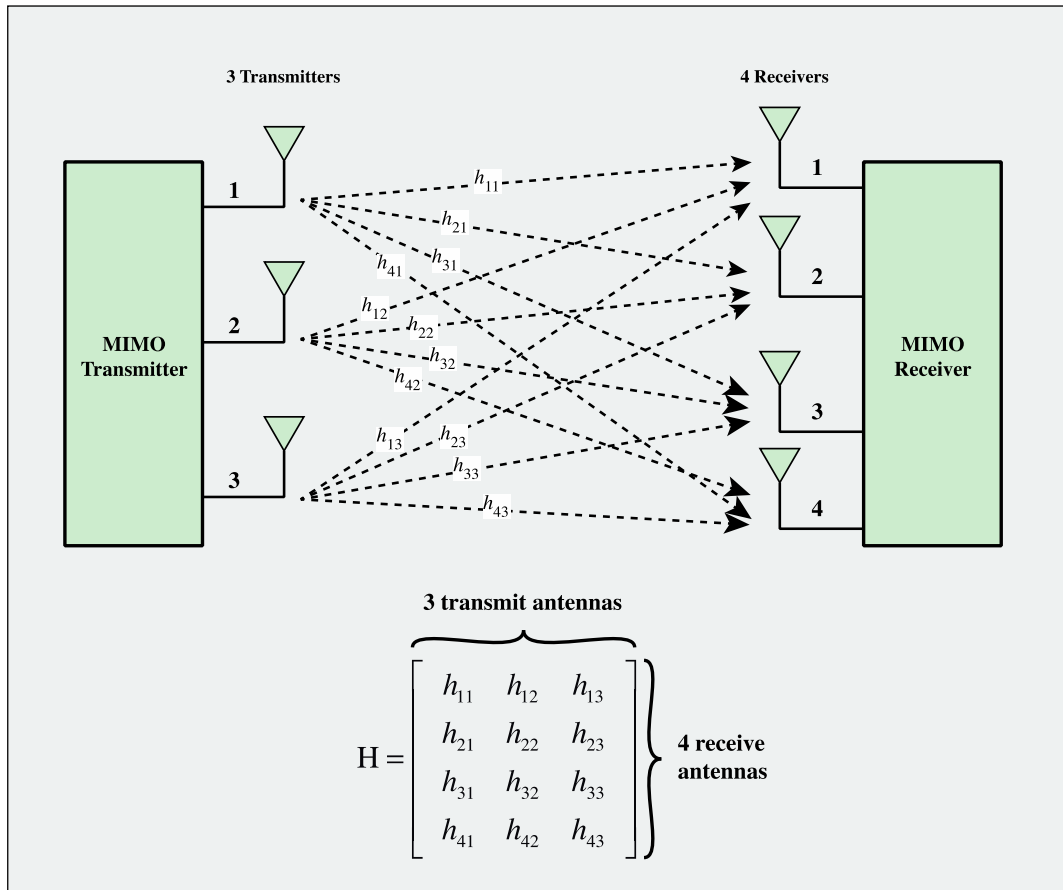 3 Transmitters
4 Receivers
1
1
h11
h21
h41
h31
2
2
h12
h22
MIMO
Transmitter
MIMO
Receiver
h32
h42
3
3
h13
h23
h33
4
h43
3 transmit antennas
H =
h11 h12 h13
h21 h22 h23
h31 h32 h33
h41 h42 h43
4 receive
antennas